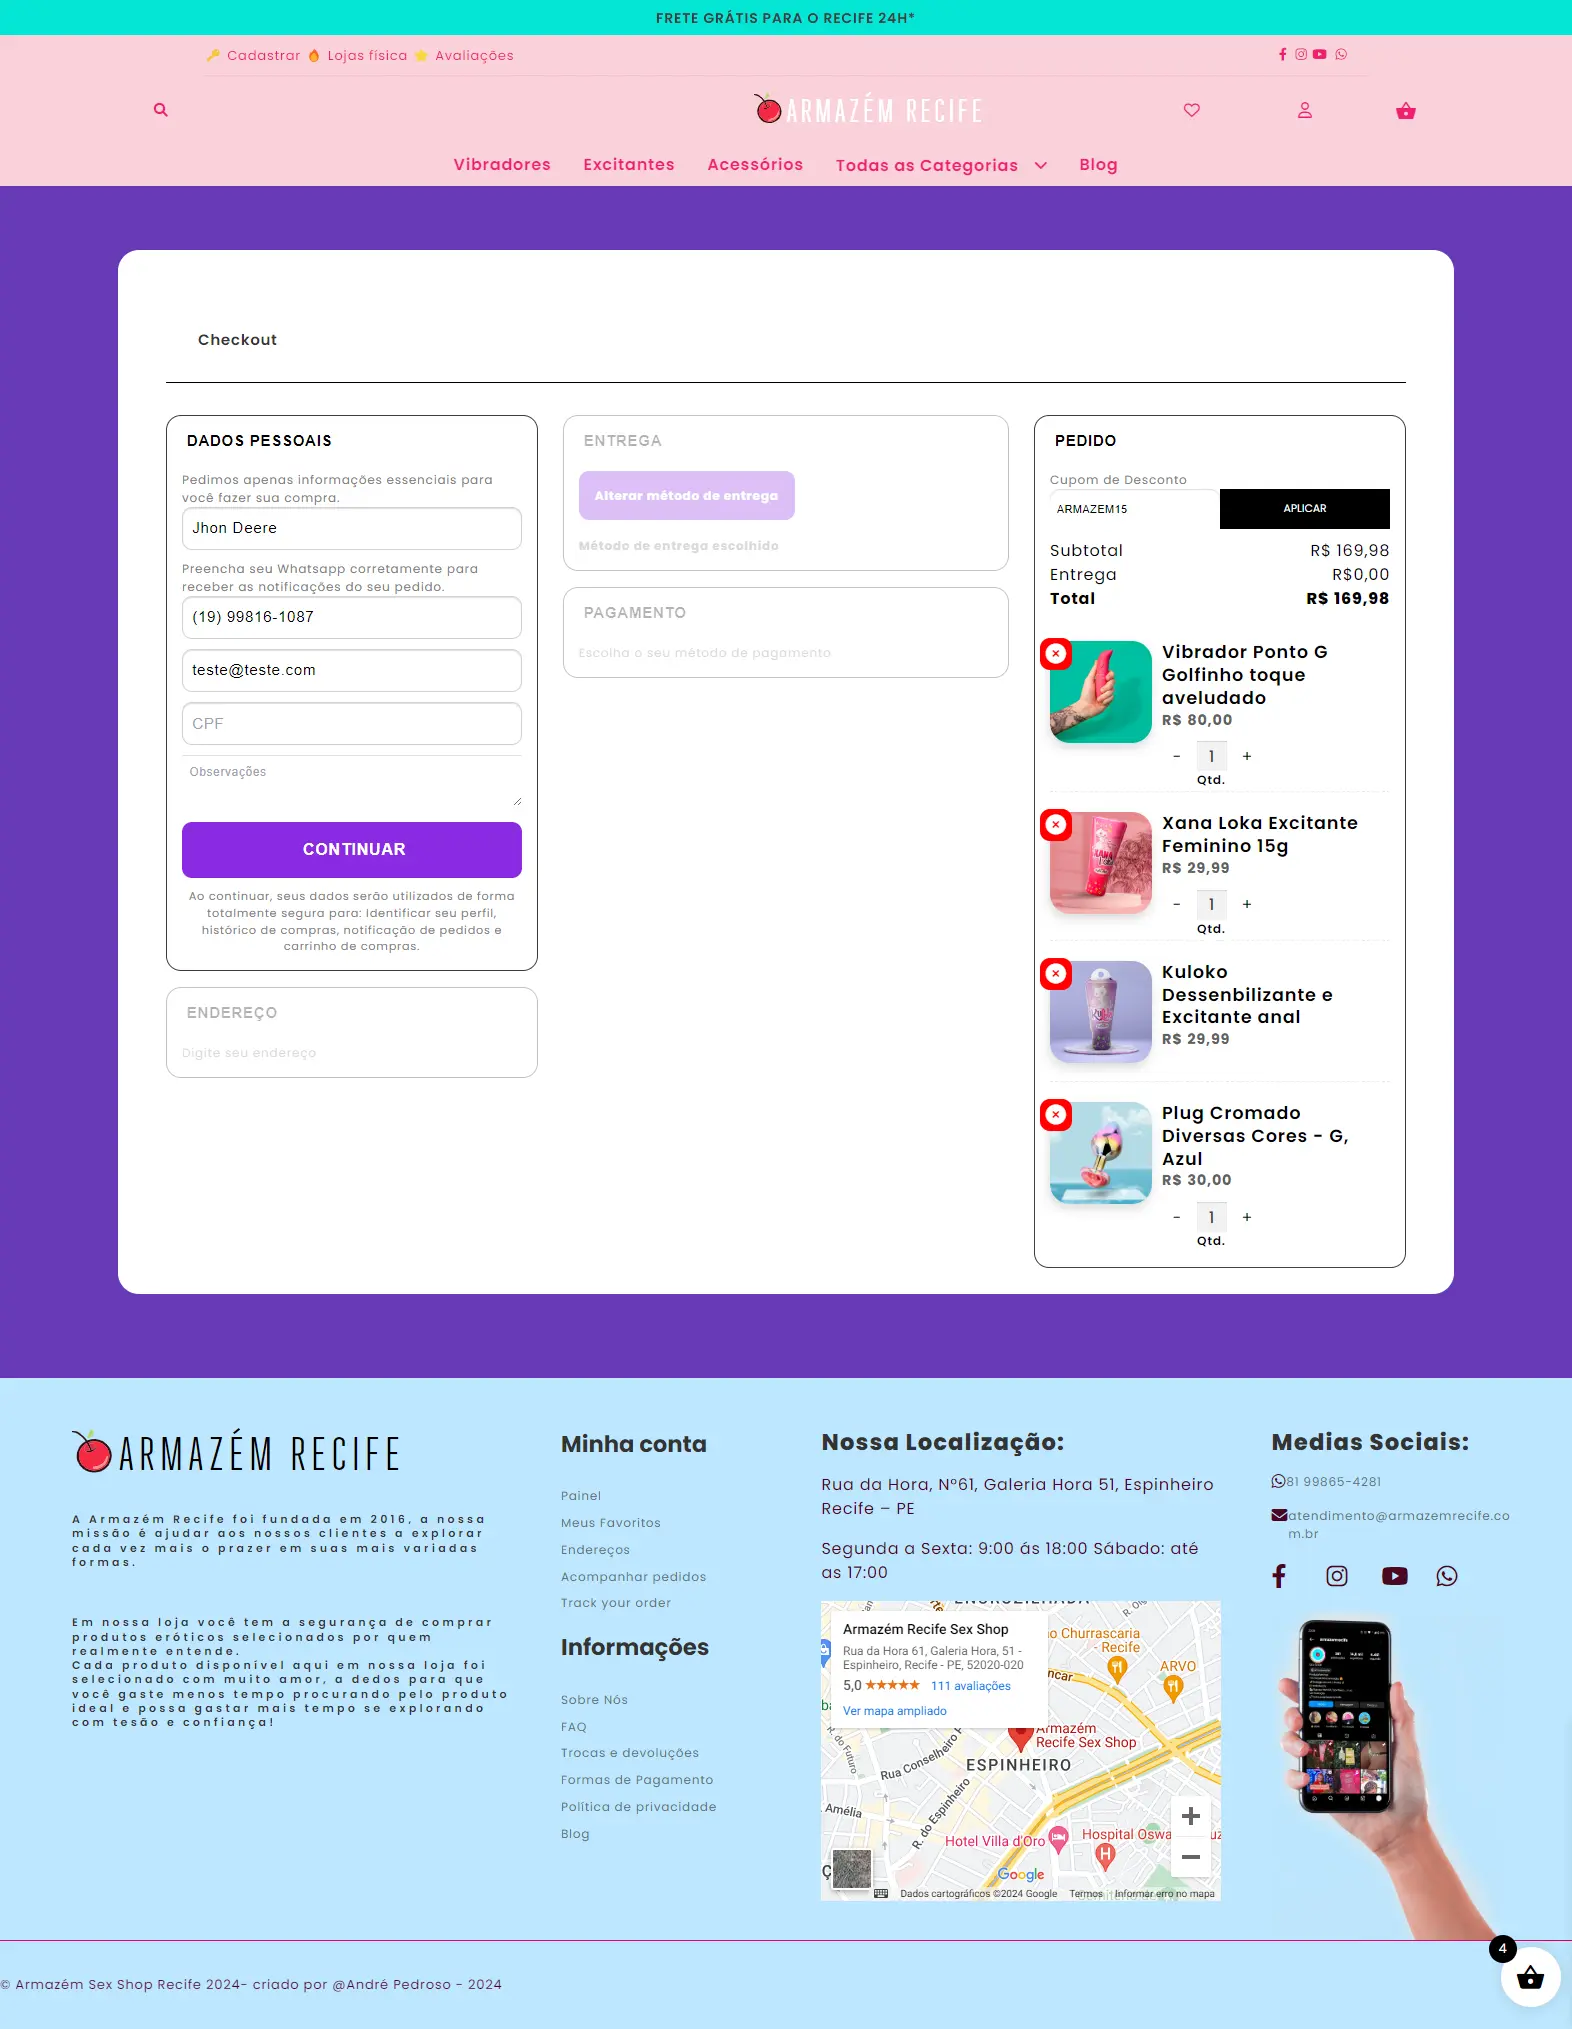 FRETE GRÁTIS PARA O RECIFE 24H*
Cadastrar Lojas física Avaliações
ARMAZÉM RECIFE
Vibradores Excitantes Acessórios Todas as Categorias Blog
Checkout
DADOS PESSOAIS
Pedimos apenas informações essenciais para
você fazer sua compra.
Jhon Deere
Preencha seu Whatsapp corretamente para
receber as notificações do seu pedido.
(19) 99816-1087
teste@teste.com
CPF
Observações
CONTINUAR
Ao continuar, seus dados serão utilizados de forma
totalmente segura para: Identificar seu perfil,
histórico de compras, notificação de pedidos e
carrinho de compras.
ENDEREÇO
Digite seu endereço
ENTREGA
Alterar método de entrega
Método de entrega escolhido
PAGAMENTO
Escolha o seu método de pagamento
PEDIDO
Cupom de Desconto
ARMAZEM15 APLICAR
Subtotal R$ 169,98
Entrega R$0,00
Total R$ 169,98
Vibrador Ponto G
Golfinho toque
aveludado
R$ 80,00
- 1 +
Qtd.
Xana Loka Excitante
Feminino 15g
R$ 29,99
- 1 +
Qtd.
Kuloko
Dessenbilizante e
Excitante anal
R$ 29,99
Plug Cromado
Diversas Cores - G,
Azul
R$ 30,00
- 1 +
Qtd.
ARMAZÉM RECIFE
A Armazém Recife foi fundada em 2016, a nossa
missão é ajudar aos nossos clientes a explorar
cada vez mais o prazer em suas mais variadas
formas.
Em nossa loja você tem a segurança de comprar
produtos eróticos selecionados por quem
realmente entende.
Cada produto disponível aqui em nossa loja foi
selecionado com muito amor, a dedos para que
você gaste menos tempo procurando pelo produto
ideal e possa gastar mais tempo se explorando
com tesão e confiança!
Minha conta
Painel
Meus Favoritos
Endereços
Acompanhar pedidos
Track your order
Informações
Sobre Nós
FAQ
Trocas e devoluções
Formas de Pagamento
Política de privacidade
Blog
Nossa Localização:
Rua da Hora, Nº61, Galeria Hora 51, Espinheiro
Recife – PE
Segunda a Sexta: 9:00 ás 18:00 Sábado: até
as 17:00
ENCRUZILHADA
Armazém Recife Sex Shop
Rua da Hora 61, Galeria Hora, 51 -
Espinheiro, Recife - PE, 52020-020
5,0 111 avaliações
Ver mapa ampliado
Churrascaria
- Recife
ARVO
Armazém
Recife Sex Shop
ESPINHEIRO
R. do Futuro
Rua Conselheiro
Amélia
R. do Espinheiro
Hotel Villa d'Oro
Hospital
Google
Dados cartográficos ©2024 Google Termos Informar erro no mapa
Medias Sociais:
81 99865-4281
atendimento@armazemrecife.co
m.br
4
© Armazém Sex Shop Recife 2024- criado por @André Pedroso - 2024